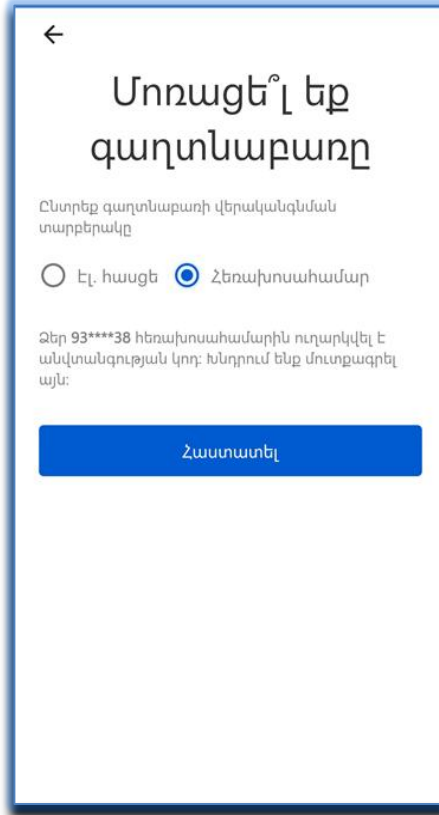 Մոռացե՞լ եք
գաղտնաբառը
Ընտրեք գաղտնաբառի վերականգնման
տարբերակը
Էլ. հասցե Հեռախոսահամար
Ձեր 93****38 հեռախոսահամարին ուղարկվել է
անվտանգության կոդ: Խնդրում ենք մուտքագրել
այն:
Հաստատել